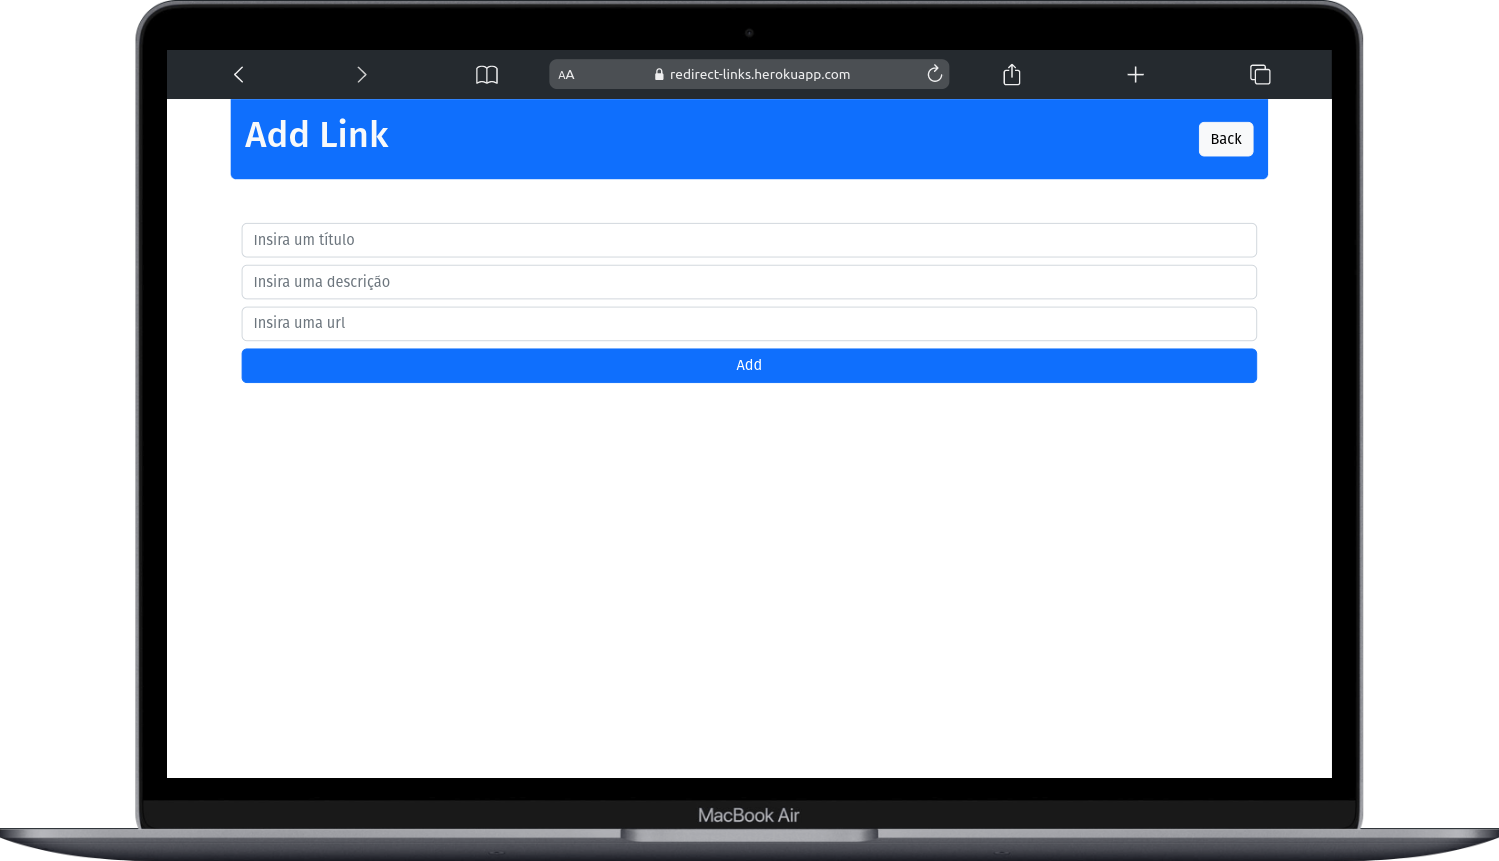 AA redirect-links.herokuapp.com
Add Link
Back
Insira um título
Insira uma descrição
Insira uma url
Add
MacBook Air